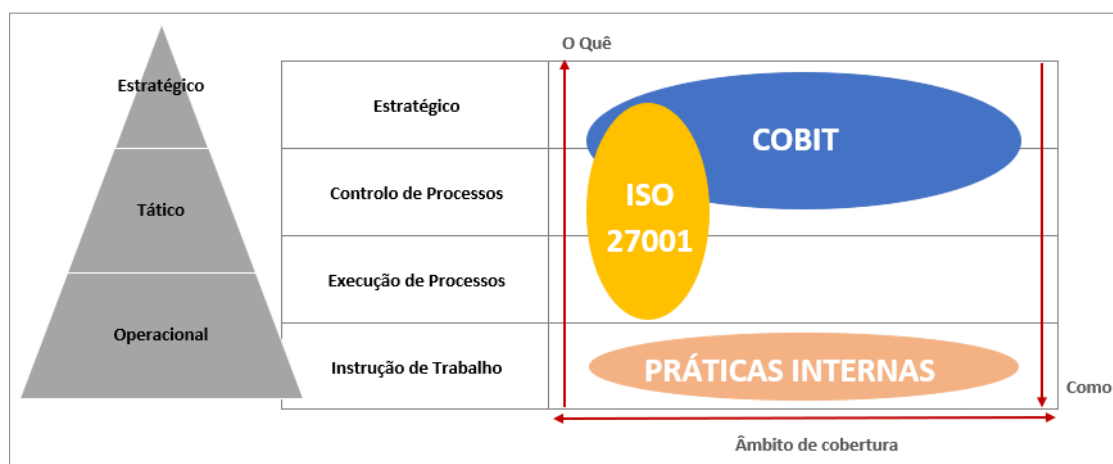 O Quê
Estratégico
Estratégico
COBIT
Tático
Controlo de Processos
ISO
27001
Execução de Processos
Operacional
Instrução de Trabalho
PRÁTICAS INTERNAS
Como
Âmbito de cobertura